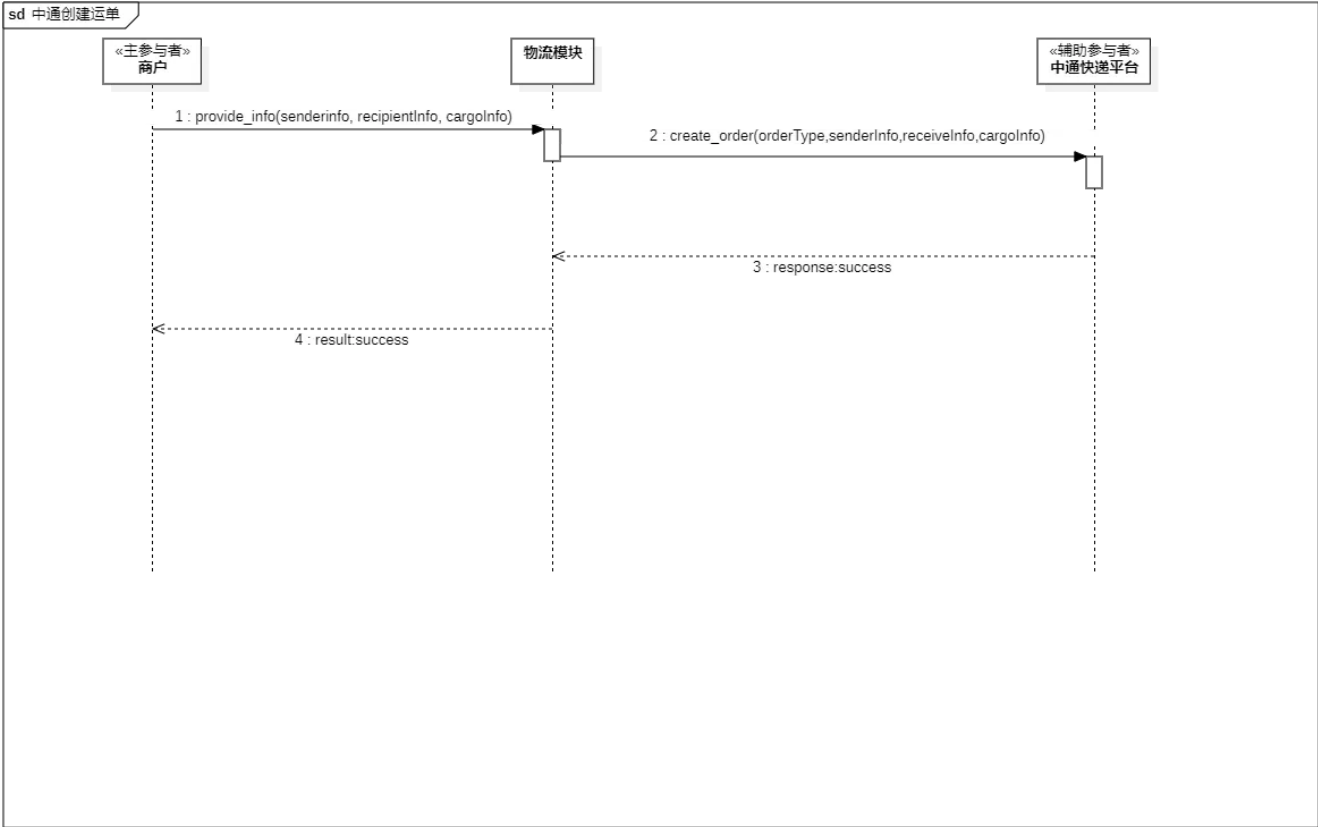 sd 中通创建运单
«主参与者»
商户
物流模块
«辅助参与者»
中通快递平台
1 : provide_info(senderinfo, recipientInfo, cargoInfo)
2 : create_order(orderType,senderInfo,receiveInfo,cargoInfo)
3 : response:success
4 : result:success